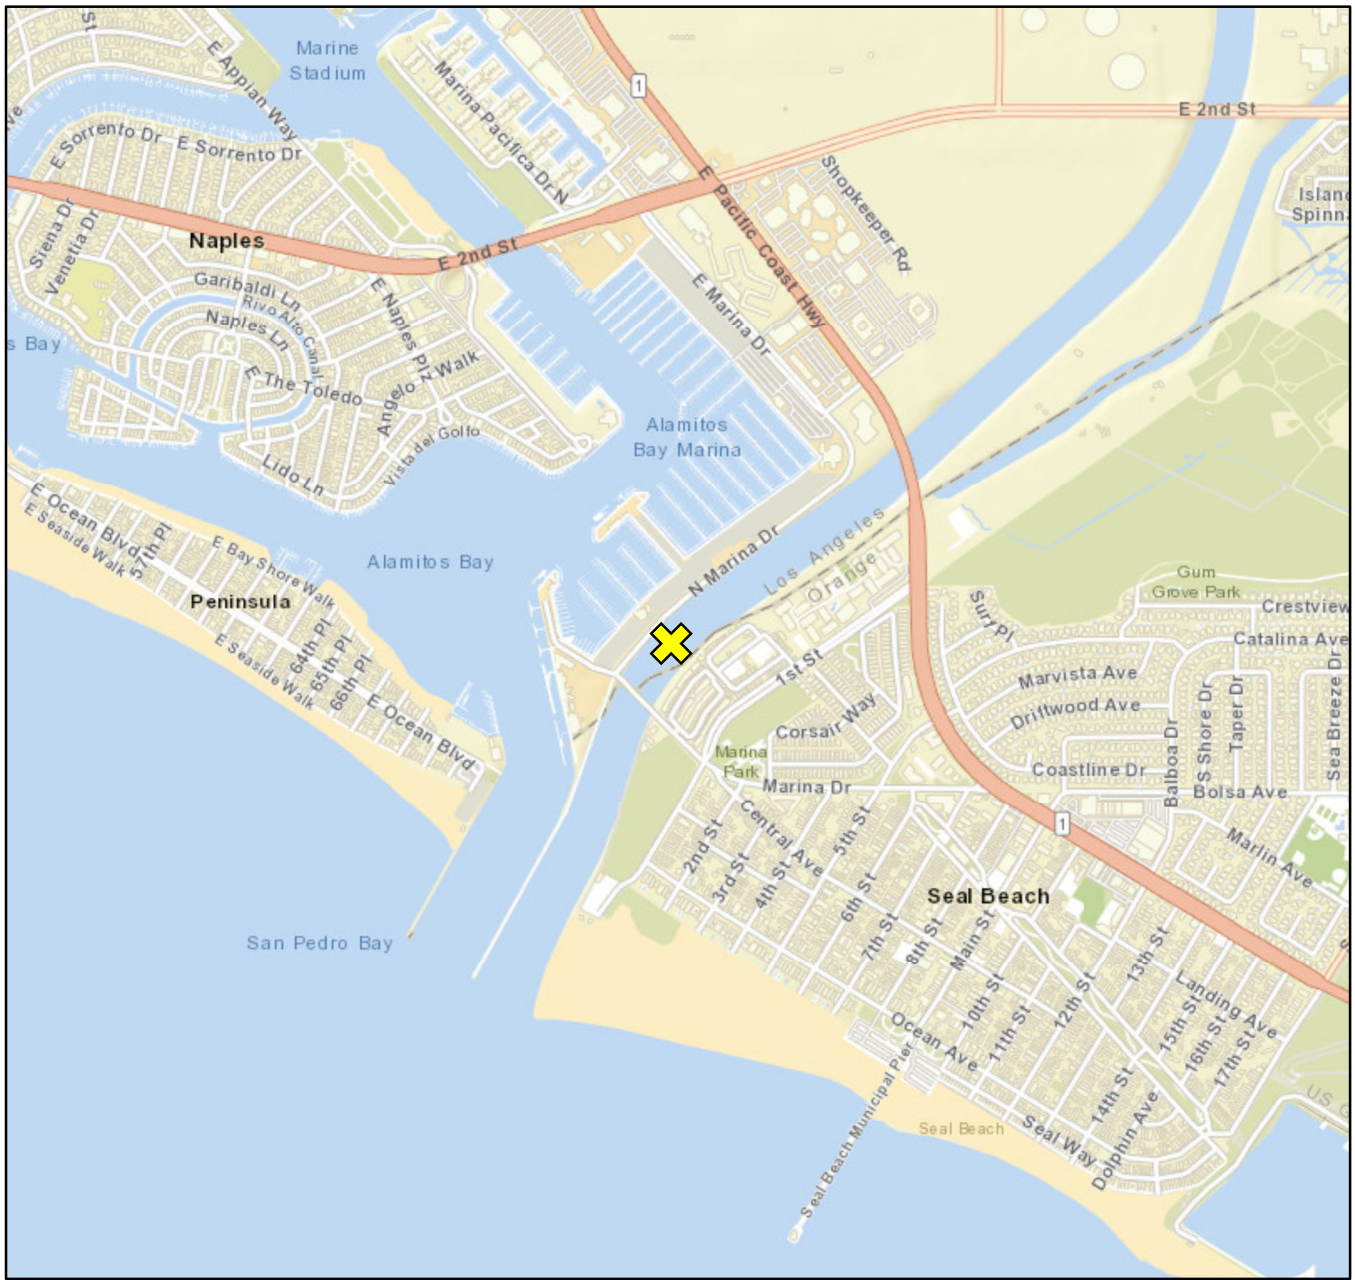 St
Marine
Stadium
E Appian Way
Marina Pacifica Dr N
1
E 2nd St
E Sorrento Dr
E Sorrento Dr
Shopkeeper Rd
E Pacific Coast Hwy
Island
Spinn
Siena Dr
Venetia Dr
Naples
E 2nd St
Garibaldi Ln
Rivo Alto Canal
Naples Ln
E Naples Pl
E Marina Dr
s Bay
E The Toledo
Angelo Walk
N
Vista del Golfo
Alamitos
Bay Marina
Lido Ln
E Ocean Blvd
E Seaside Walk
57th Pl
E Bay Shore Walk
Alamitos Bay
N Marina Dr
Los Angeles
Orange
Gum
Grove Park
Crestview
Peninsula
Surf Pl
Catalina Ave
64th Pl
65th Pl
66th Pl
E Seaside Walk
E Ocean Blvd
1st St
Marvista Ave
Driftwood Ave
Corsair Way
Balboa Dr
S Shore Dr
Taper Dr
Sea Breeze Dr
Marina
Park
Coastline Dr
Marina Dr
Bolsa Ave
1
Central Ave
2nd St
3rd St
4th St
5th St
Marlin Ave
Seal Beach
6th St
7th St
8th St
Main St
San Pedro Bay
13th St
Landing Ave
10th St
11th St
12th St
15th St
16th St
17th St
Ocean Ave
14th St
Seal Beach Municipal Pier
Seal Beach
Seal Way
Dolphin Ave
US